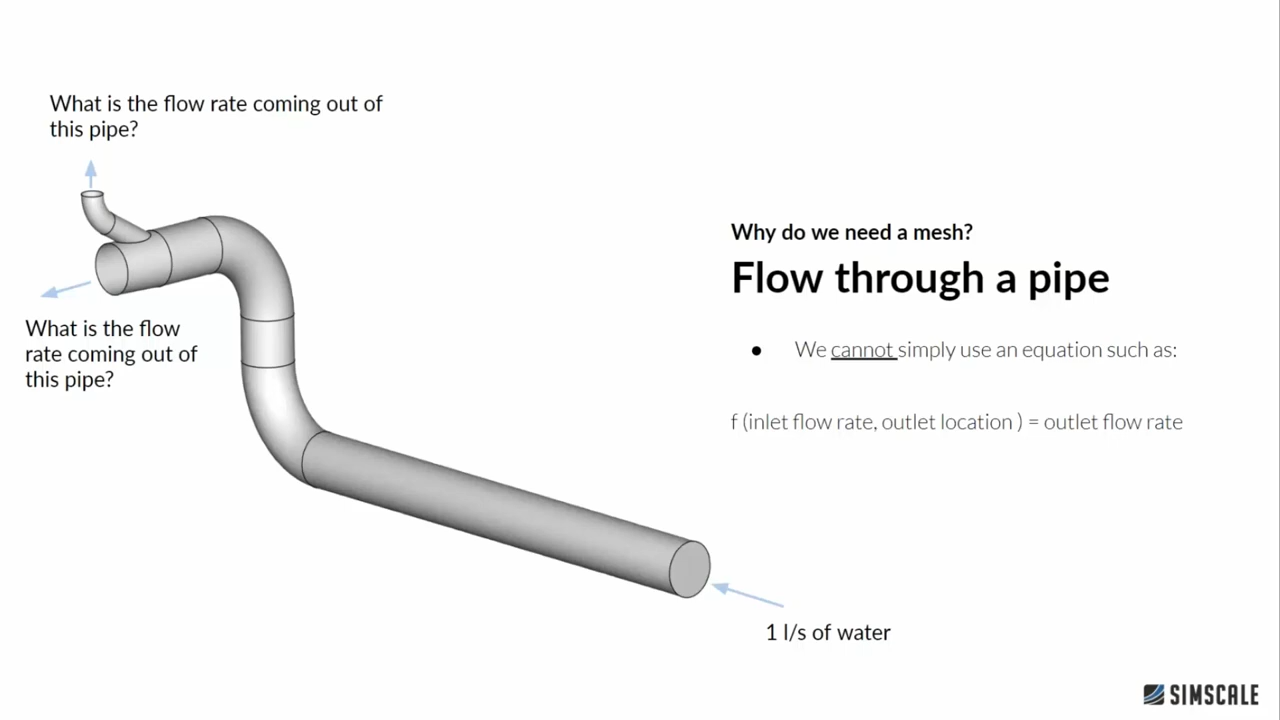 What is the flow rate coming out of
this pipe?
What is the flow
rate coming out of
this pipe?
1 l/s of water
Why do we need a mesh?
Flow through a pipe
● We cannot simply use an equation such as:
f (inlet flow rate, outlet location ) = outlet flow rate
SIMSCALE